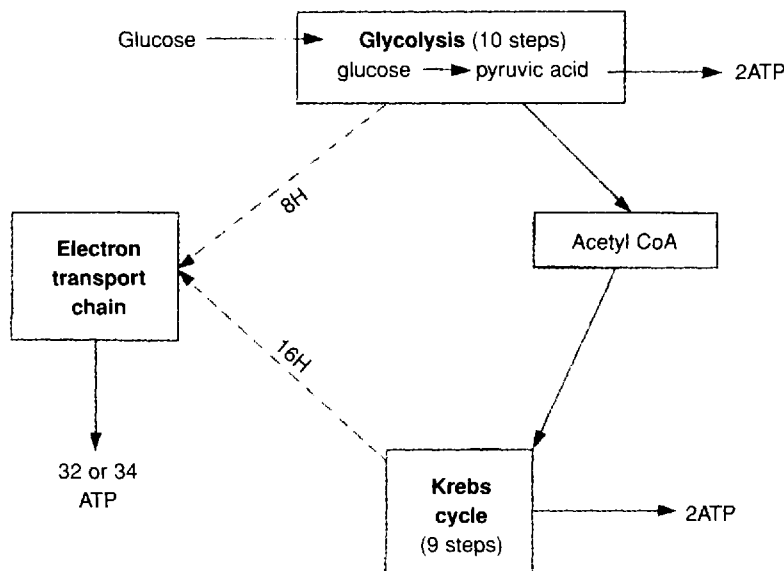 Glucose
Glycolysis (10 steps)
glucose pyruvic acid
2ATP
8H
Acetyl CoA
Electron
transport
chain
16H
32 or 34
ATP
Krebs
cycle
(9 steps)
2ATP